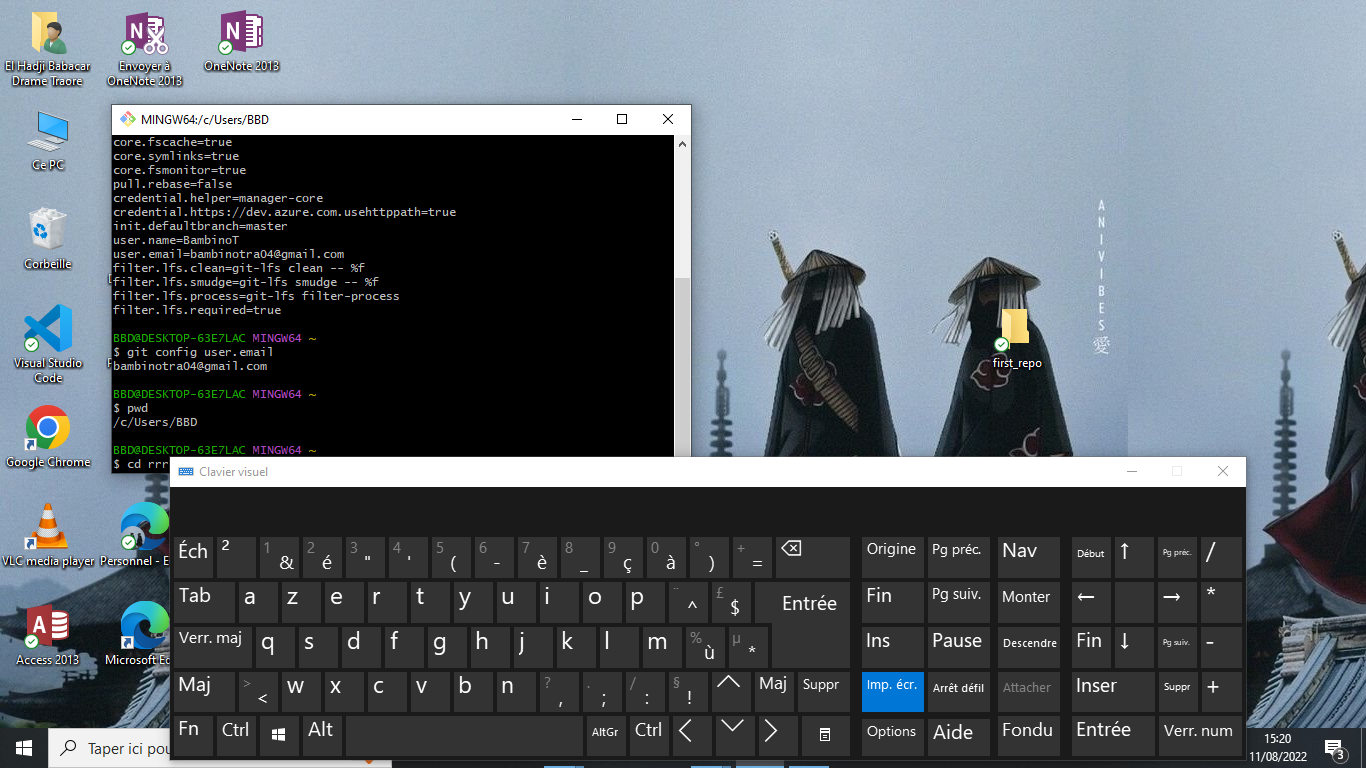 El Hadji Babacar
Drame Traore
Envoyer à
OneNote 2013
OneNote 2013
Ce PC
Corbeille
Visual Studio
Code
Google Chrome
VLC media player
Personnel - E
Access 2013
Microsoft Ed
first_repo
ANIVIBES愛
MINGW64:/c/Users/BBD
core.fscache=true
core.symlinks=true
core.fsmonitor=true
pull.rebase=false
credential.helper=manager-core
credential.https://dev.azure.com.usehttppath=true
init.defaultbranch=master
user.name=BambinoT
user.email=bambinotra04@gmail.com
filter.lfs.clean=git-lfs clean -- %f
filter.lfs.smudge=git-lfs smudge -- %f
filter.lfs.process=git-lfs filter-process
filter.lfs.required=true
BBD@DESKTOP-63E7LAC MINGW64 ~
$ git config user.email
bambinotra04@gmail.com
BBD@DESKTOP-63E7LAC MINGW64 ~
$ pwd
/c/Users/BBD
BBD@DESKTOP-63E7LAC MINGW64 ~
$ cd rrr
Clavier visuel
Éch ² 1 & 2 é 3 " 4 ' 5 ( 6 - 7 è 8 _ 9 ç 0 à ° ) + = Origine Pg préc. Nav Début ↑ Pg préc. /
Tab a z e r t y u i o p ¨ ^ £ $ Entrée Fin Pg suiv. Monter ← → *
Verr. maj q s d f g h j k l m % ù µ * Ins Pause Descendre Fin ↓ Pg suiv. -
Maj > < w x c v b n ? , . ; / : § ! Maj Suppr Imp. écr. Arrêt défil Attacher Inser Suppr +
Fn Ctrl Alt AltGr Ctrl Options Aide Fondu Entrée Verr. num
Taper ici pou
15:20
11/08/2022
3